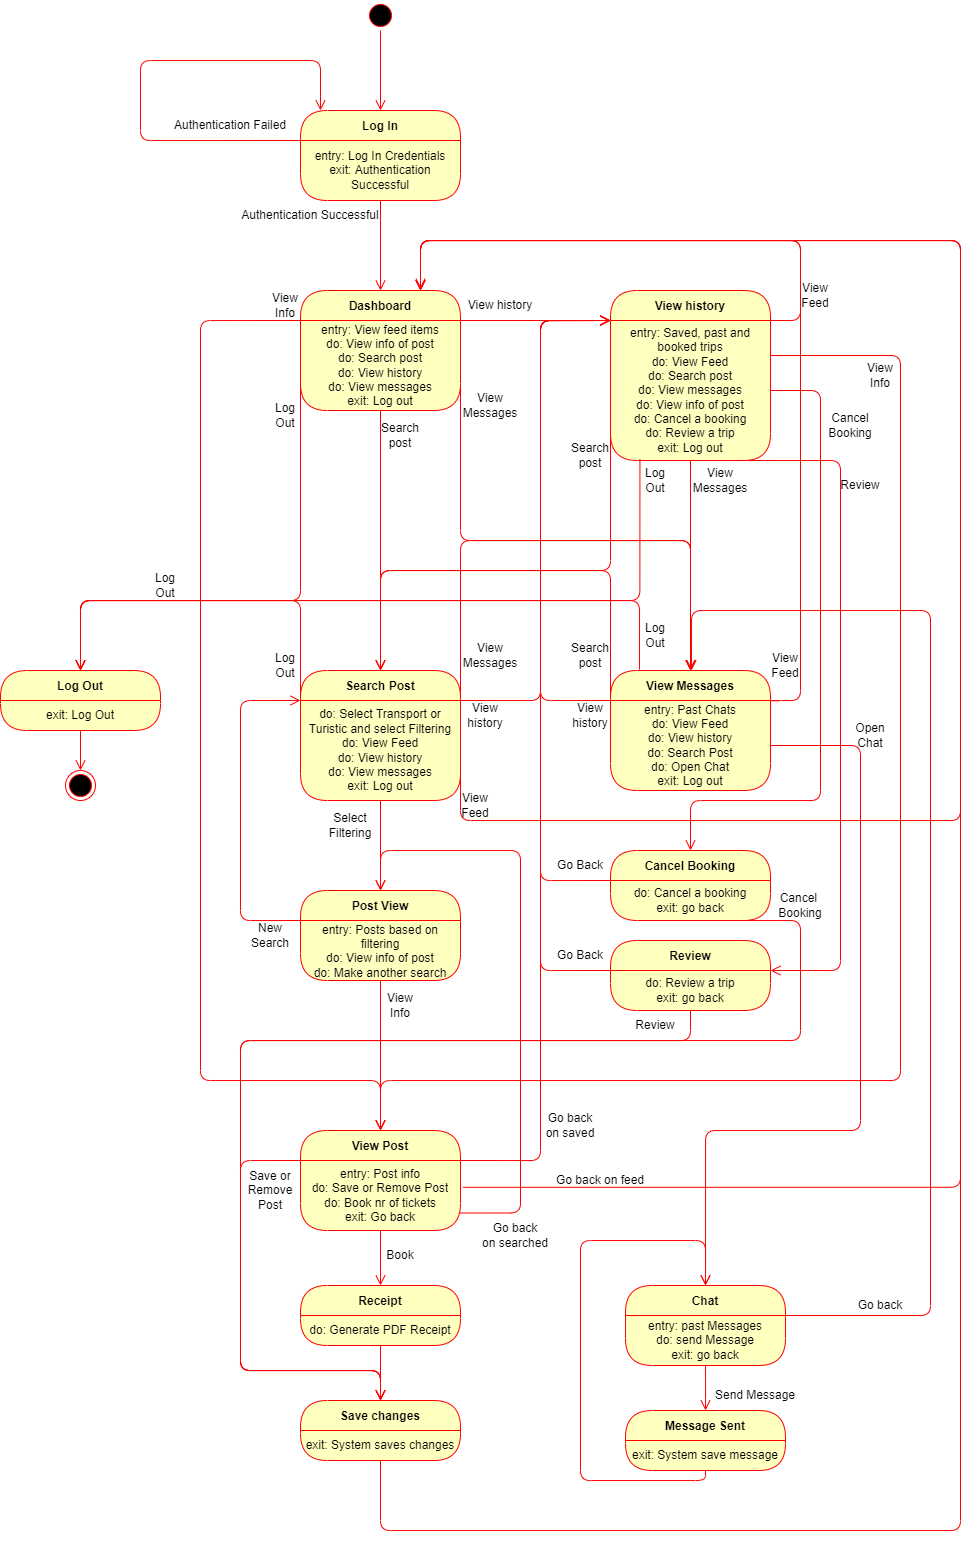 Authentication Failed
Log In
entry: Log In Credentials
exit: Authentication
Successful
Authentication Successful
View
Info
Dashboard
entry: View feed items
do: View info of post
do: Search post
do: View history
do: View messages
exit: Log out
View history
View history
entry: Saved, past and
booked trips
do: View Feed
do: Search post
do: View messages
do: View info of post
do: Cancel a booking
do: Review a trip
exit: Log out
View
Feed
View
Info
Log
Out
Search
post
View
Messages
Cancel
Booking
Search
post
Log
Out
View
Messages
Review
Log
Out
Log Out
exit: Log Out
Log
Out
Search Post
do: Select Transport or
Turistic and select Filtering
do: View Feed
do: View history
do: View messages
exit: Log out
View
Messages
View
history
View
Feed
Search
post
View
history
Log
Out
View Messages
entry: Past Chats
do: View Feed
do: View history
do: Search Post
do: Open Chat
exit: Log out
View
Feed
Open
Chat
Select
Filtering
Go Back
Cancel Booking
do: Cancel a booking
exit: go back
Cancel
Booking
Post View
entry: Posts based on
filtering
do: View info of post
do: Make another search
New
Search
Go Back
Review
do: Review a trip
exit: go back
Review
View
Info
Go back
on saved
View Post
entry: Post info
do: Save or Remove Post
do: Book nr of tickets
exit: Go back
Save or
Remove
Post
Go back on feed
Go back
on searched
Book
Receipt
do: Generate PDF Receipt
Chat
entry: past Messages
do: send Message
exit: go back
Go back
Send Message
Save changes
exit: System saves changes
Message Sent
exit: System save message